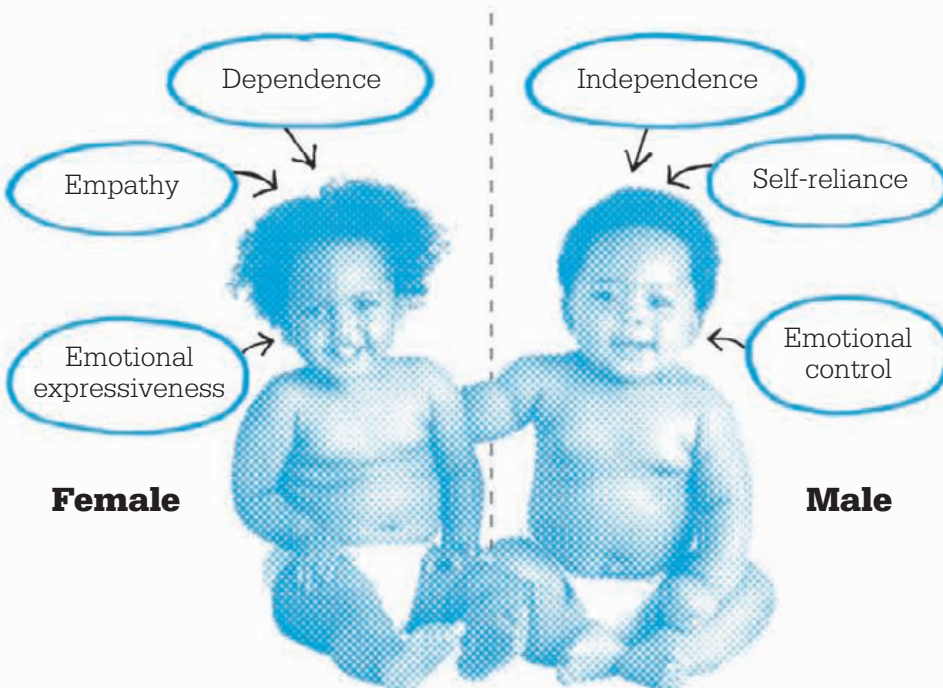 Dependence
Empathy
Emotional
expressiveness
Female
Independence
Self-reliance
Emotional
control
Male